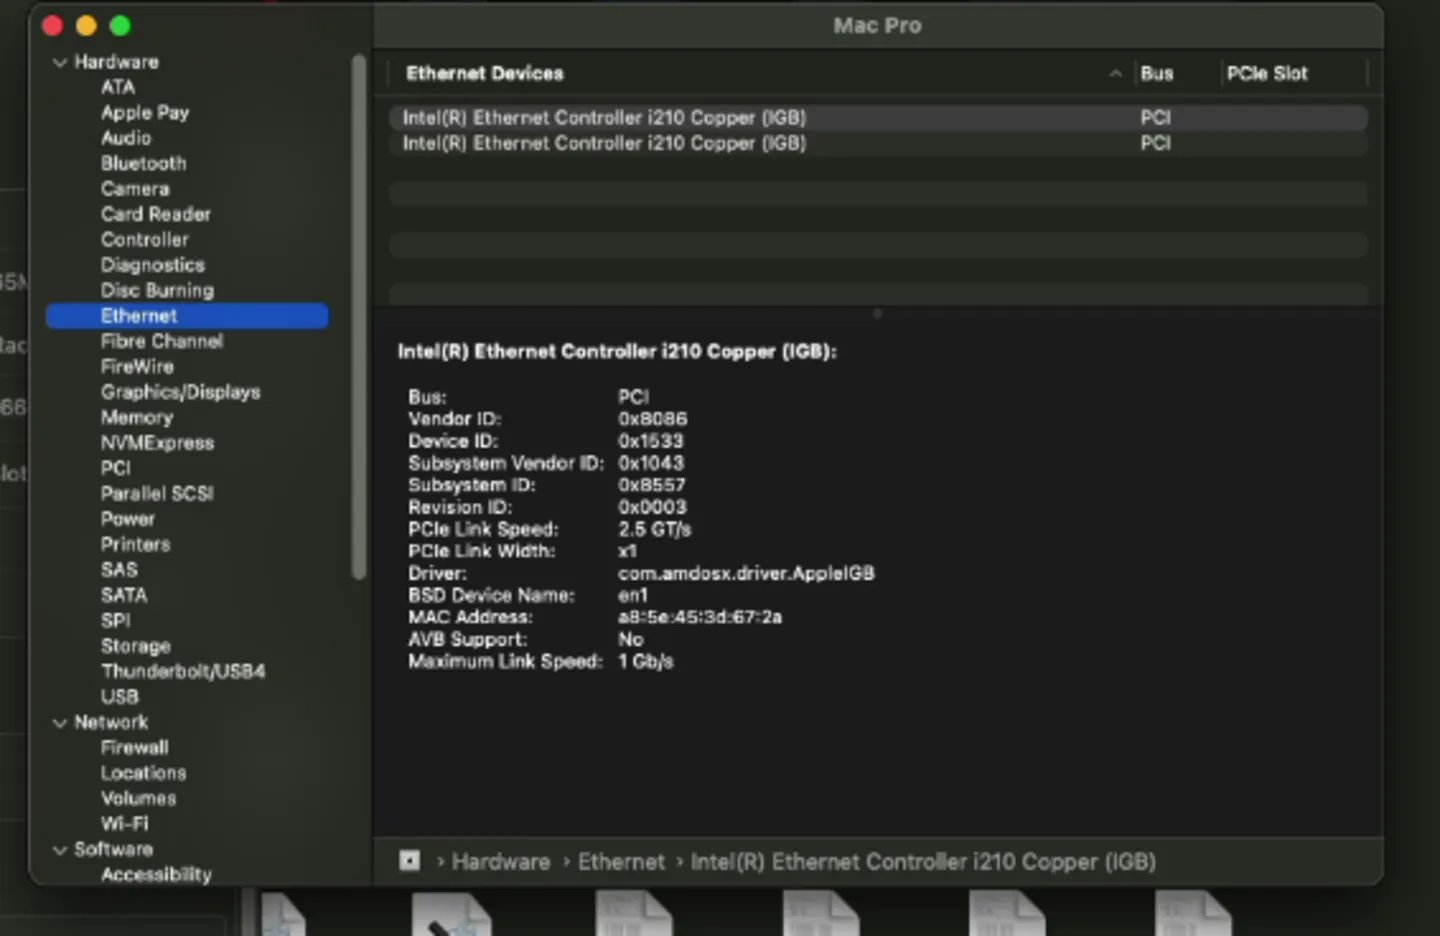 Mac Pro
Hardware
ATA
Apple Pay
Audio
Bluetooth
Camera
Card Reader
Controller
Diagnostics
Disc Burning
Ethernet
Fibre Channel
FireWire
Graphics/Displays
Memory
NVMExpress
PCI
Parallel SCSI
Power
Printers
SAS
SATA
SPI
Storage
Thunderbolt/USB4
USB
Network
Firewall
Locations
Volumes
Wi-Fi
Software
Accessibility
Ethernet Devices Bus PCIe Slot
Intel(R) Ethernet Controller i210 Copper (IGB) PCI
Intel(R) Ethernet Controller i210 Copper (IGB) PCI
Intel(R) Ethernet Controller i210 Copper (IGB):
Bus: PCI
Vendor ID: 0x8086
Device ID: 0x1533
Subsystem Vendor ID: 0x1043
Subsystem ID: 0x8557
Revision ID: 0x0003
PCIe Link Speed: 2.5 GT/s
PCIe Link Width: x1
Driver: com.amdosx.driver.AppleIGB
BSD Device Name: en1
MAC Address: a8:5e:45:3d:67:2a
AVB Support: No
Maximum Link Speed: 1 Gb/s
› Hardware › Ethernet › Intel(R) Ethernet Controller i210 Copper (IGB)